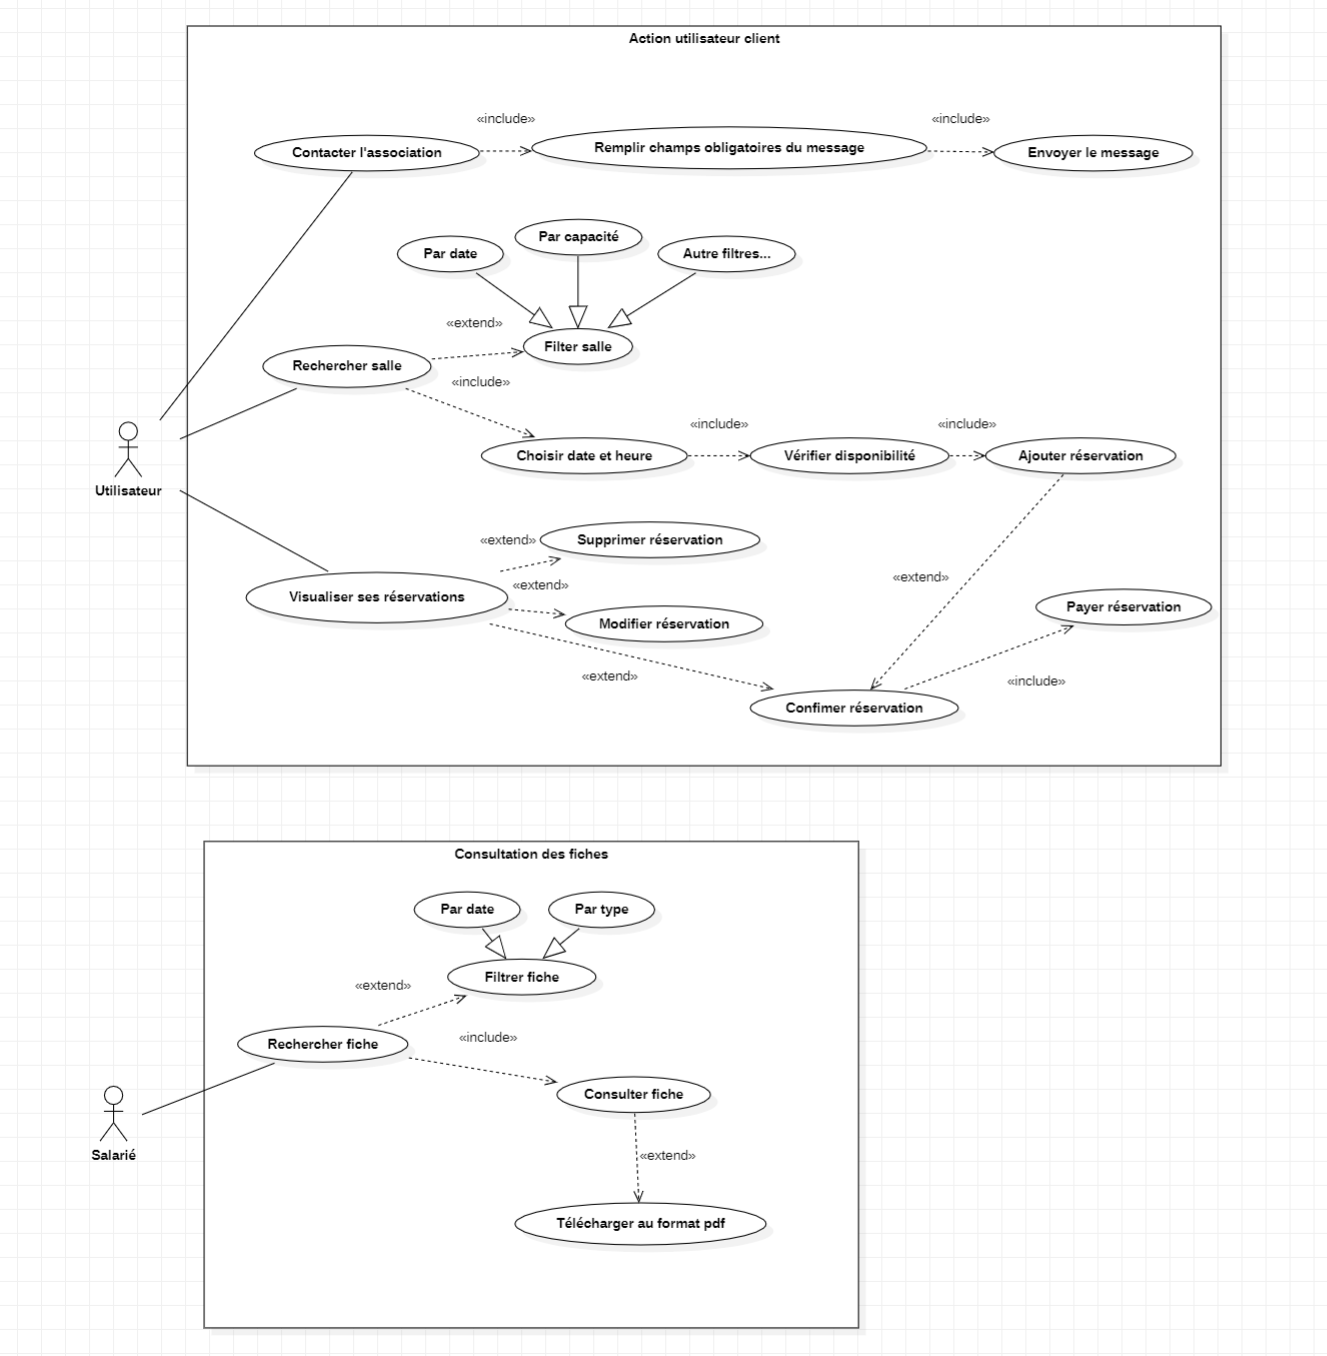 Action utilisateur client
«include»
«include»
Contacter l'association
Remplir champs obligatoires du message
Envoyer le message
Par date
Par capacité
Autre filtres...
«extend»
Filter salle
Rechercher salle
«include»
«include»
«include»
Choisir date et heure
Vérifier disponibilité
Ajouter réservation
Utilisateur
«extend»
Supprimer réservation
«extend»
«extend»
Visualiser ses réservations
Payer réservation
Modifier réservation
«extend»
«include»
Confimer réservation
Consultation des fiches
Par date
Par type
Filtrer fiche
«extend»
«include»
Rechercher fiche
Consulter fiche
Salarié
«extend»
Télécharger au format pdf